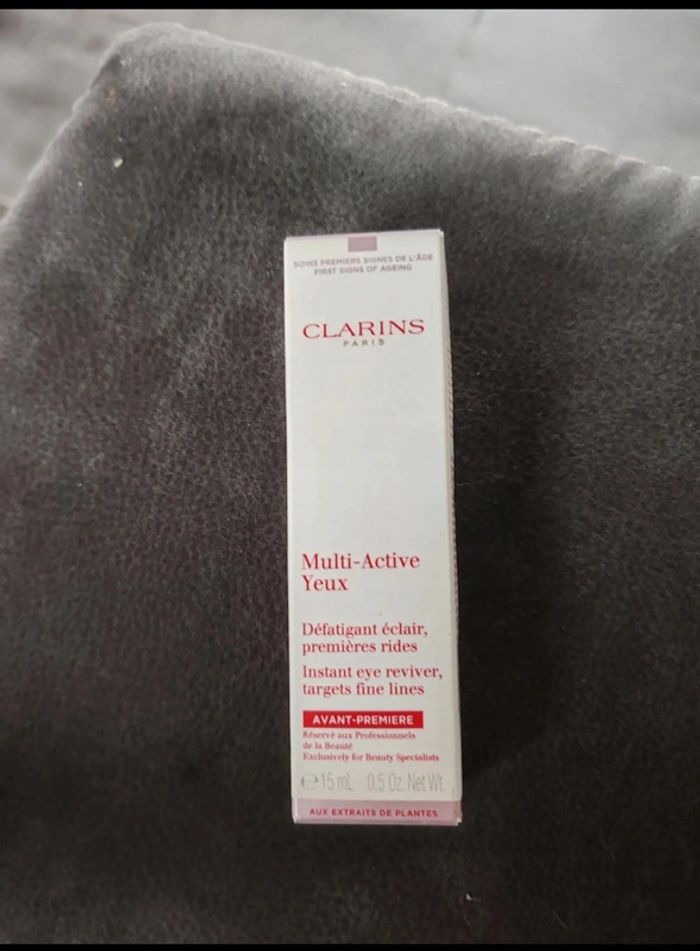 SOINS PREMIERS SIGNES DE L'ÂGE
FIRST SIGNS OF AGEING
CLARINS
PARIS
Multi-Active
Yeux
Défatigant éclair,
premières rides
Instant eye reviver,
targets fine lines
AVANT-PREMIERE
Réservé aux Professionnels
de la Beauté
Exclusively for Beauty Specialists
℮15 mL 0.5 Oz. Net Wt.
AUX EXTRAITS DE PLANTES